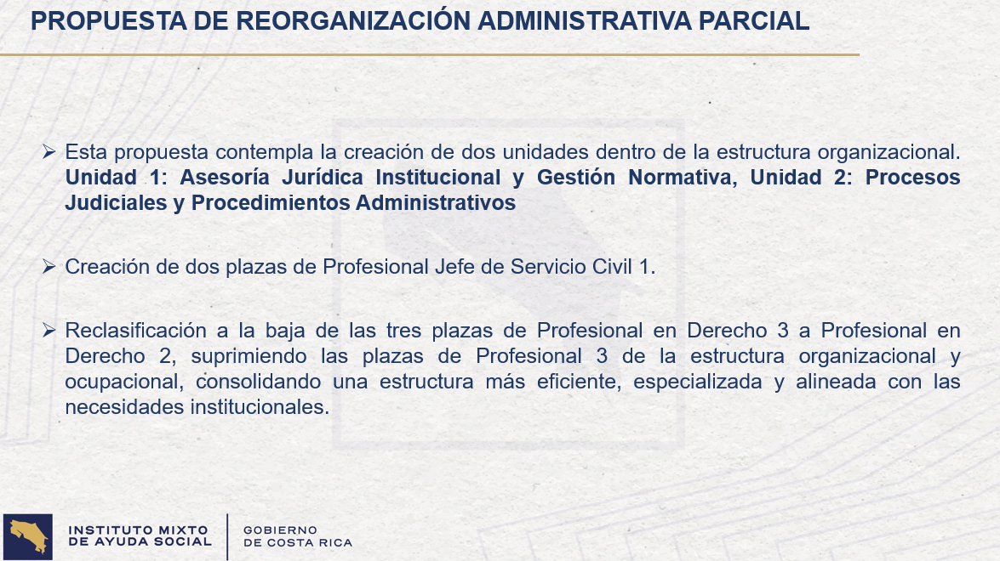 PROPUESTA DE REORGANIZACIÓN ADMINISTRATIVA PARCIAL
➢ Esta propuesta contempla la creación de dos unidades dentro de la estructura organizacional.
Unidad 1: Asesoría Jurídica Institucional y Gestión Normativa, Unidad 2: Procesos
Judiciales y Procedimientos Administrativos
➢ Creación de dos plazas de Profesional Jefe de Servicio Civil 1.
➢ Reclasificación a la baja de las tres plazas de Profesional en Derecho 3 a Profesional en
Derecho 2, suprimiendo las plazas de Profesional 3 de la estructura organizacional y
ocupacional, consolidando una estructura más eficiente, especializada y alineada con las
necesidades institucionales.
INSTITUTO MIXTO
DE AYUDA SOCIAL
GOBIERNO
DE COSTA RICA